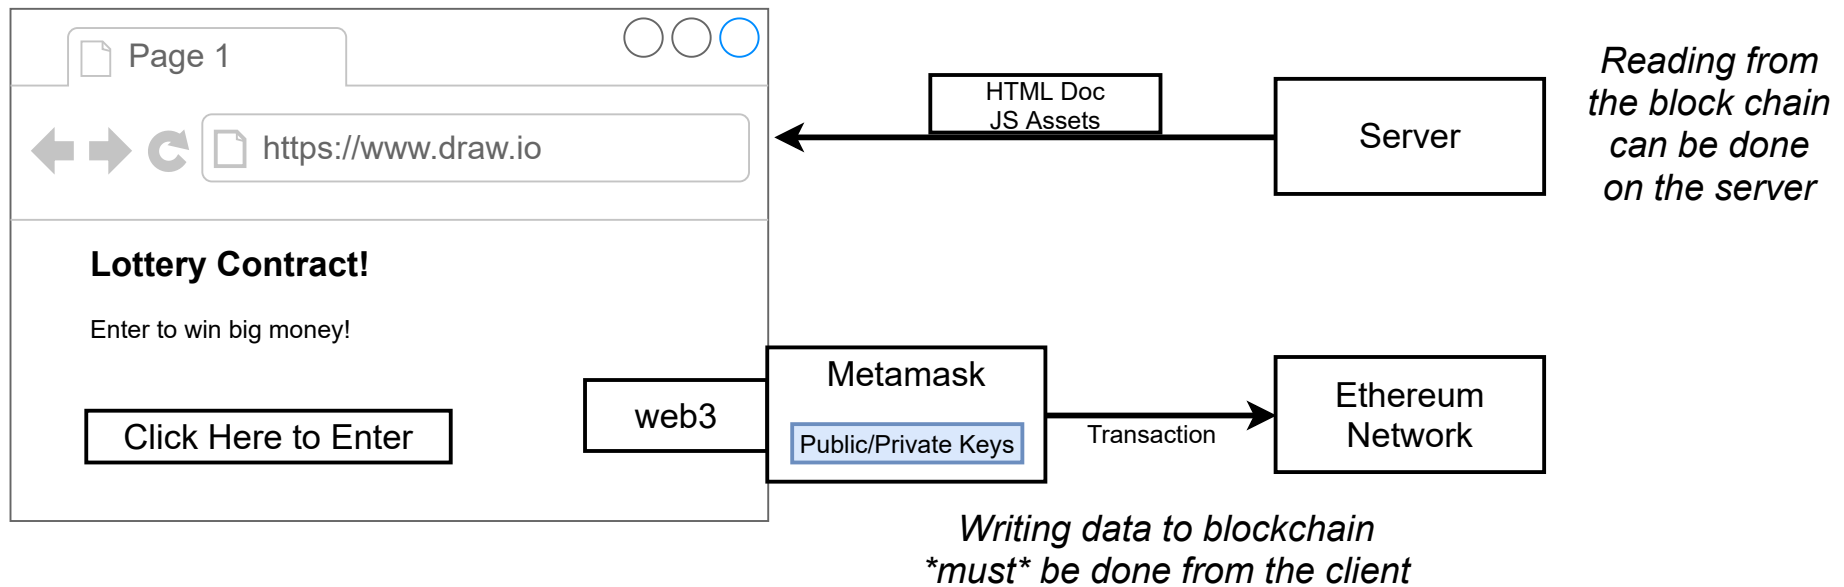 Page 1
https://www.draw.io
Lottery Contract!
Enter to win big money!
Click Here to Enter
web3
Metamask
Public/Private Keys
Transaction
Ethereum
Network
HTML Doc
JS Assets
Server
Reading from
the block chain
can be done
on the server
Writing data to blockchain
*must* be done from the client